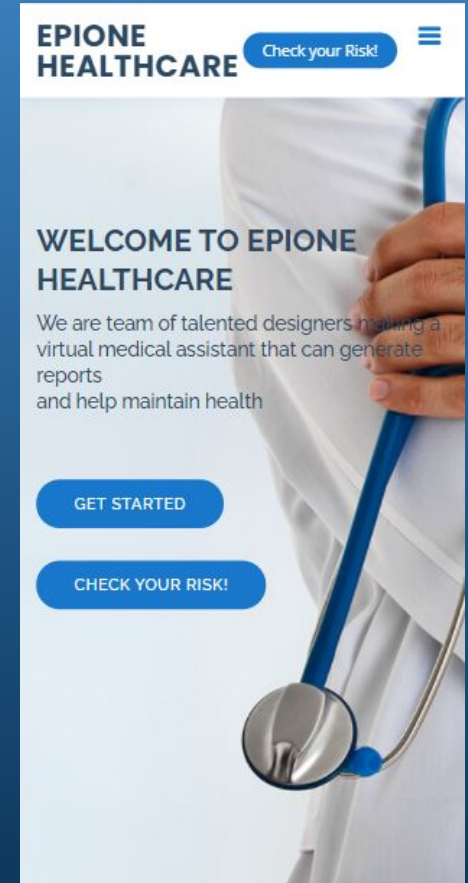 EPIONE
HEALTHCARE
Check your Risk!
WELCOME TO EPIONE
HEALTHCARE
We are team of talented designers making a
virtual medical assistant that can generate
reports
and help maintain health
GET STARTED
CHECK YOUR RISK!